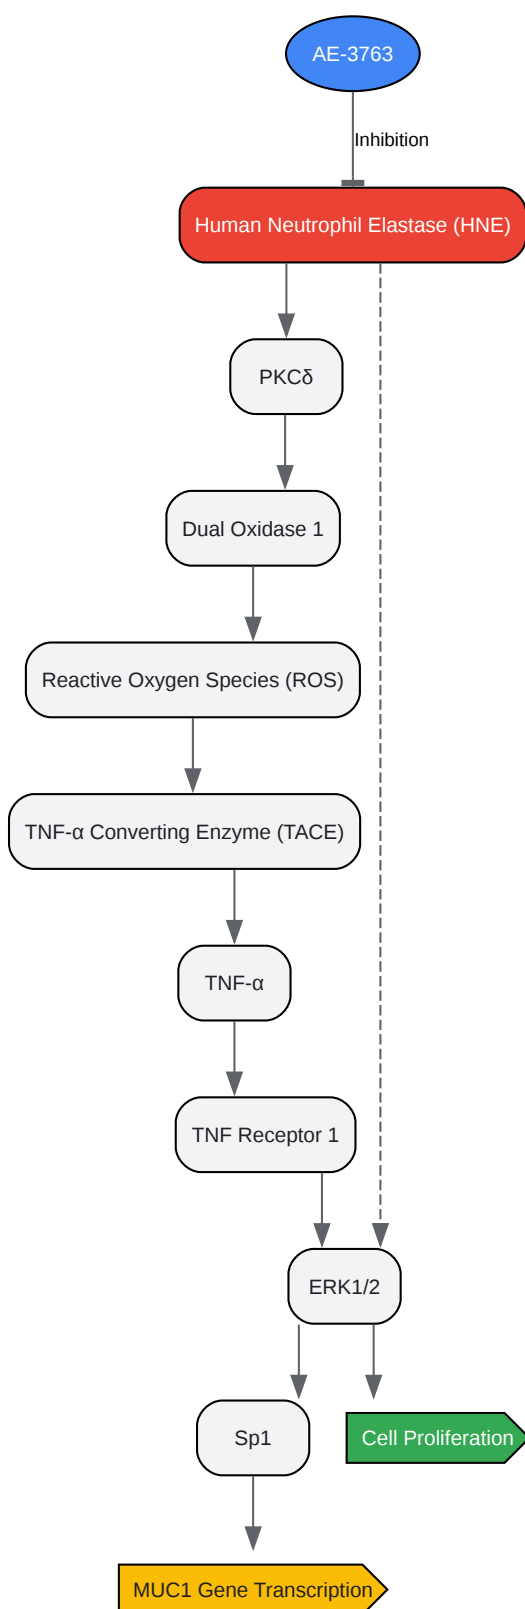 AE-3763
Inhibition
Human Neutrophil Elastase (HNE)
PKCδ
Dual Oxidase 1
Reactive Oxygen Species (ROS)
TNF-α Converting Enzyme (TACE)
TNF-α
TNF Receptor 1
ERK1/2
Sp1
Cell Proliferation
MUC1 Gene Transcription